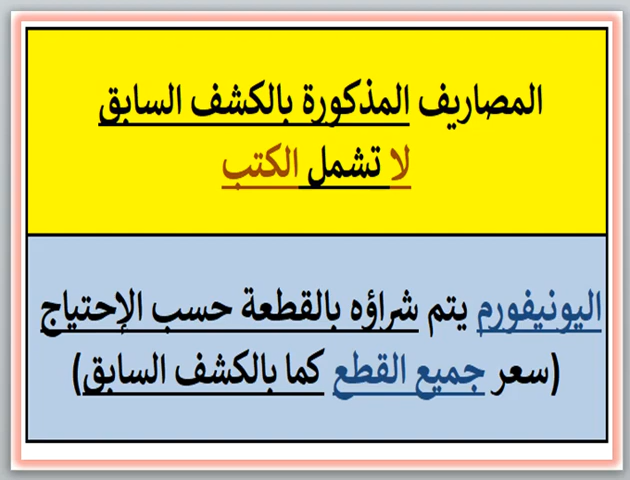 المصاريف المذكورة بالكشف السابق
لا تشمل الكتب
اليونيفورم يتم شراؤه بالقطعة حسب الإحتياج
(سعر جميع القطع كما بالكشف السابق)